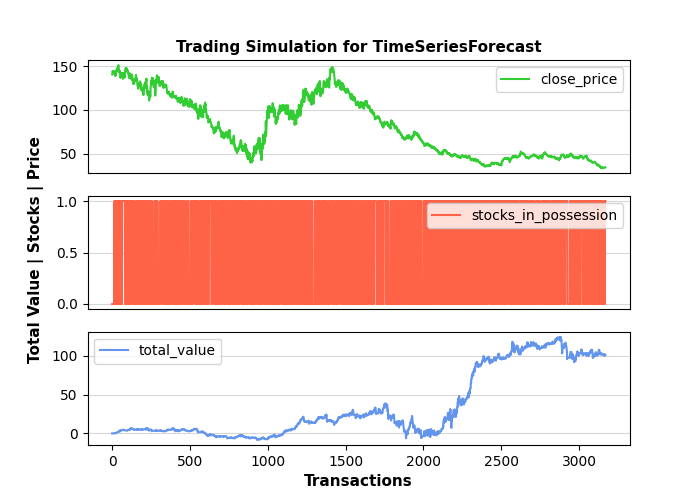 Trading Simulation for TimeSeriesForecast
150
100
50
close_price
1.0
0.5
0.0
stocks_in_possession
100
50
0
total_value
0 500 1000 1500 2000 2500 3000
Transactions
Total Value | Stocks | Price